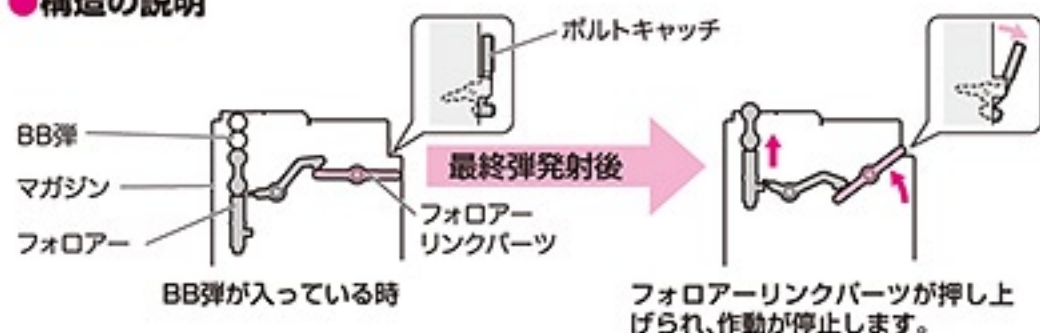 ●構造の説明
ボルトキャッチ
BB弾
マガジン
フォロアー
フォロアー
リンクパーツ
最終弾発射後
BB弾が入っている時
フォロアーリンクパーツが押し上
げられ、作動が停止します。